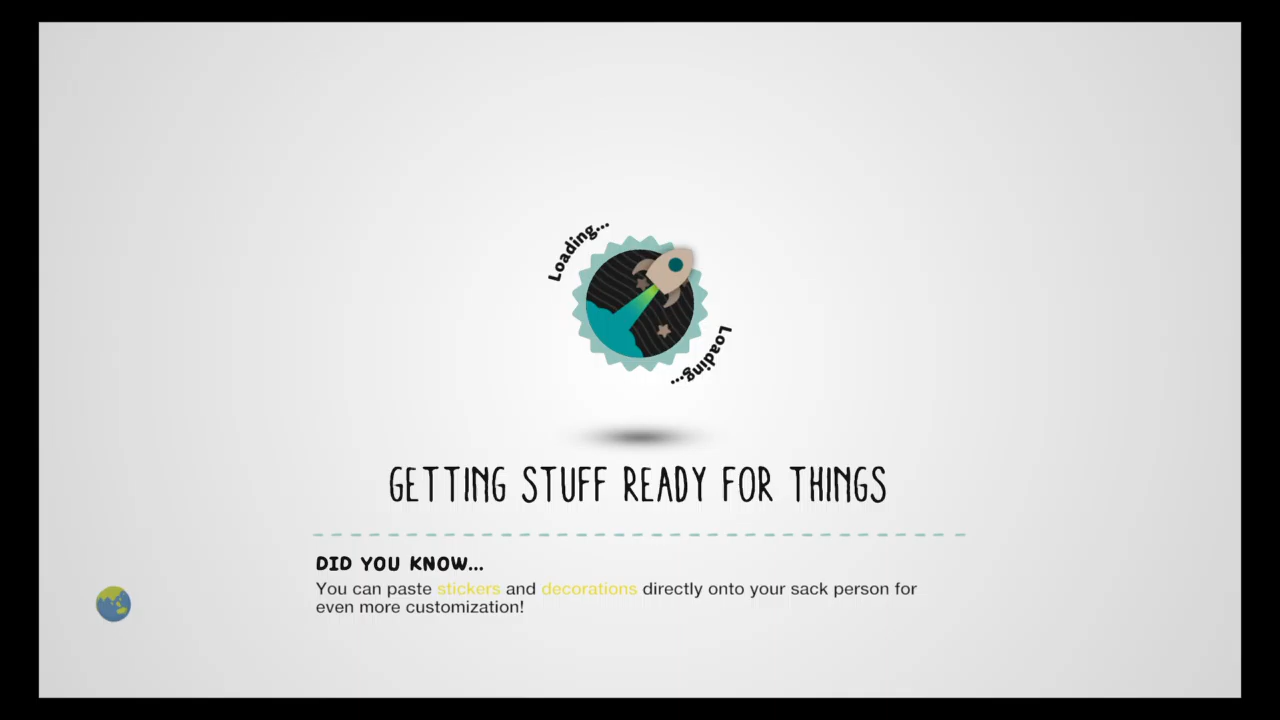 Loading...
Loading...
GETTING STUFF READY FOR THINGS
DID YOU KNOW...
You can paste stickers and decorations directly onto your sack person for
even more customization!